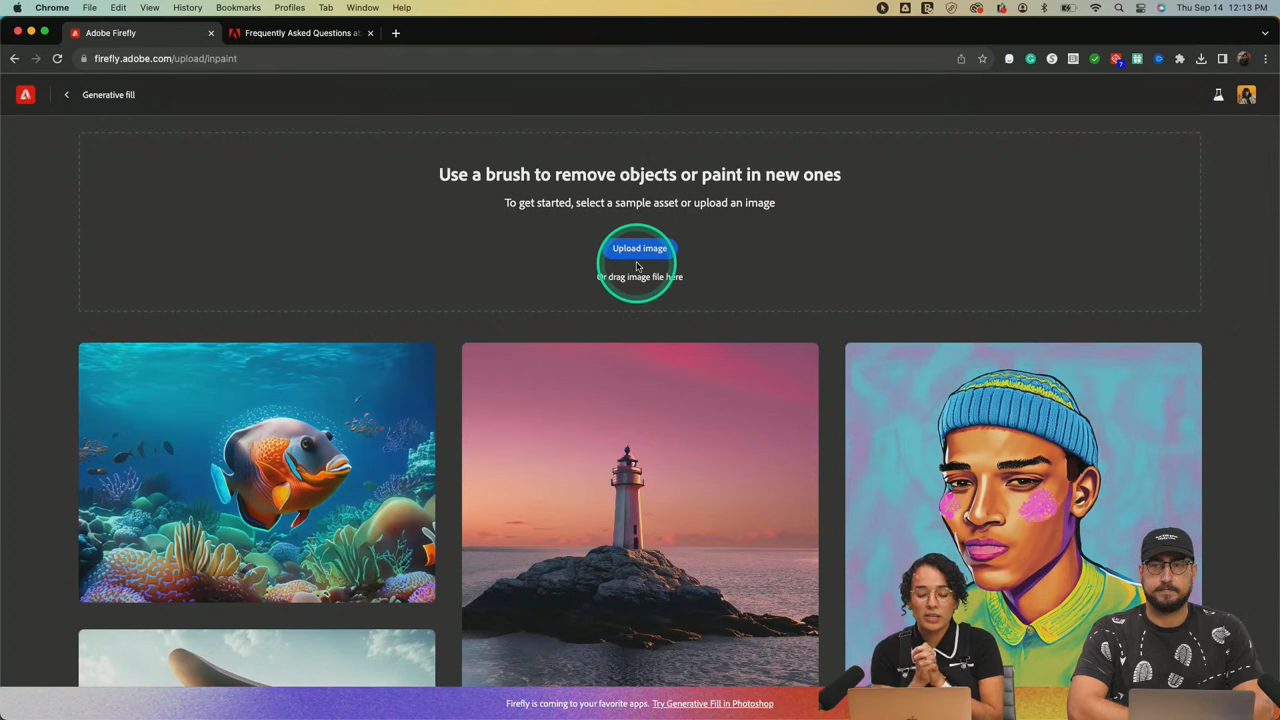 Chrome File Edit View History Bookmarks Profiles Tab Window Help Thu Sep 14 12:13 PM
Adobe Firefly
Frequently Asked Questions a
firefly.adobe.com/upload/inpaint
7
Generative fill
Use a brush to remove objects or paint in new ones
To get started, select a sample asset or upload an image
Upload image
Or drag image file here
Firefly is coming to your favorite apps. Try Generative Fill in Photoshop